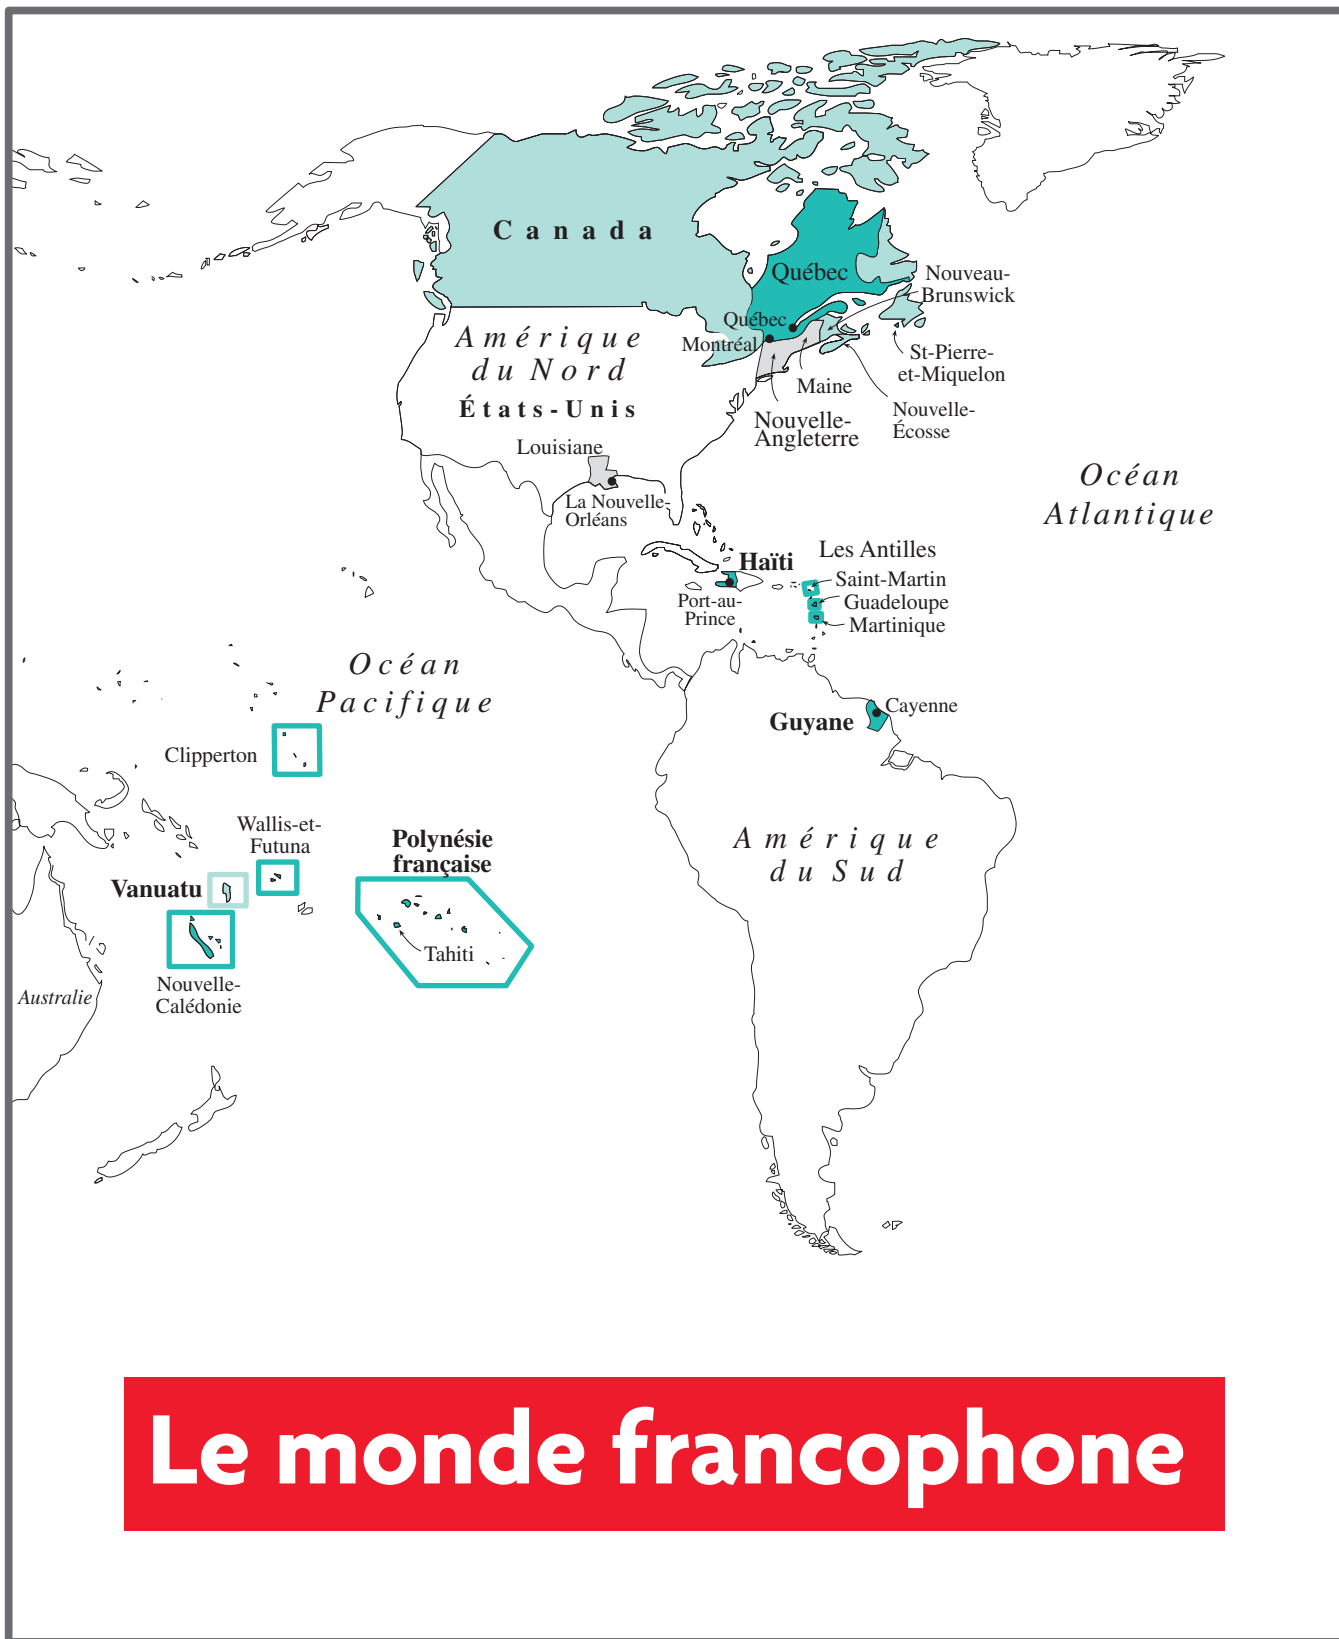 Canada
Québec
Nouveau-
Brunswick
Québec
Montréal
Amérique
du Nord
États-Unis
St-Pierre-
et-Miquelon
Maine
Nouvelle-
Écosse
Nouvelle-
Angleterre
Louisiane
La Nouvelle-
Orléans
Océan
Atlantique
Haïti
Les Antilles
Saint-Martin
Guadeloupe
Martinique
Port-au-
Prince
Océan
Pacifique
Cayenne
Guyane
Clipperton
Wallis-et-
Futuna
Polynésie
française
Amérique
du Sud
Vanuatu
Tahiti
Nouvelle-
Calédonie
Australie
Le monde francophone